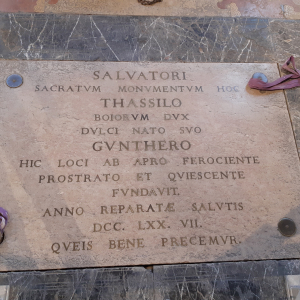 SALVATORI
SACRATVM MONVMENTVM HOC
THASSILO
BOIORVM DVX
DVLCI NATO SVO
GVNTHERO
HIC LOCI AB APRO FEROCIENTE
PROSTRATO ET QVIESCENTE
FVNDAVIT.
ANNO REPARATÆ SALVTIS
DCC. LXX. VII.
QVEIS BENE PRECEMVR.